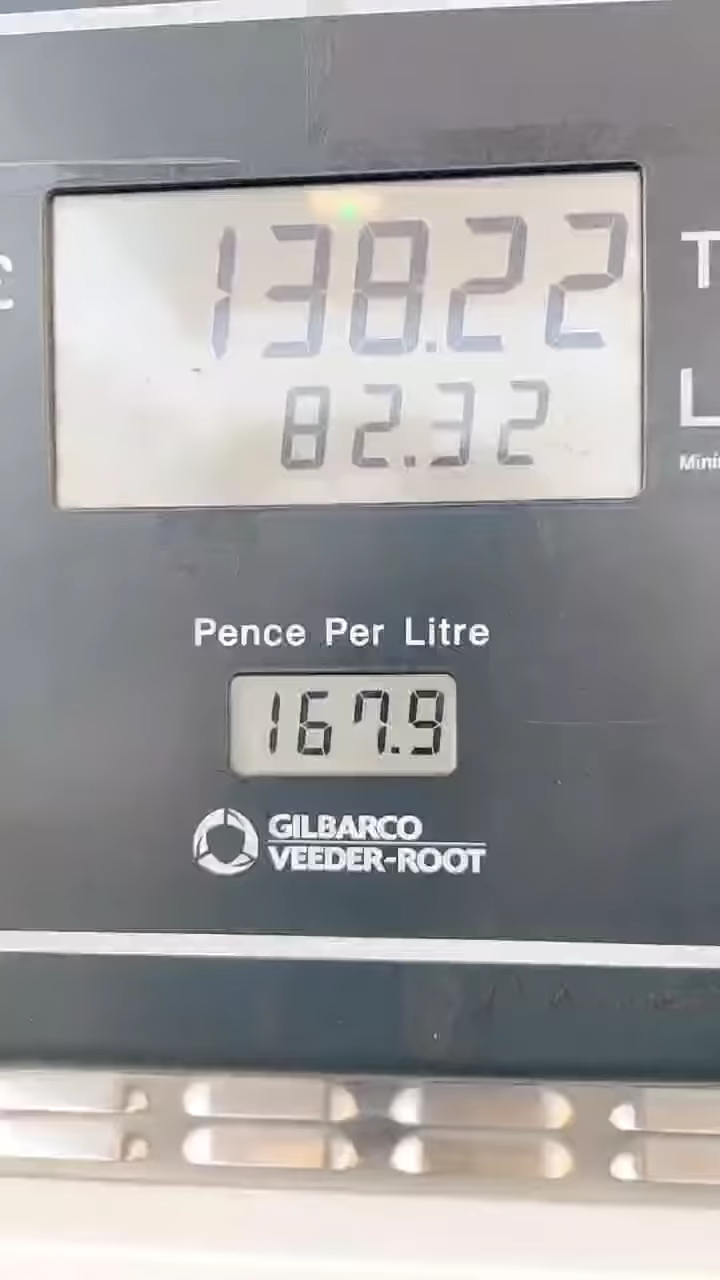 £
138.22
T
82.32
L
Pence Per Litre
167.9
GILBARCO
VEEDER-ROOT